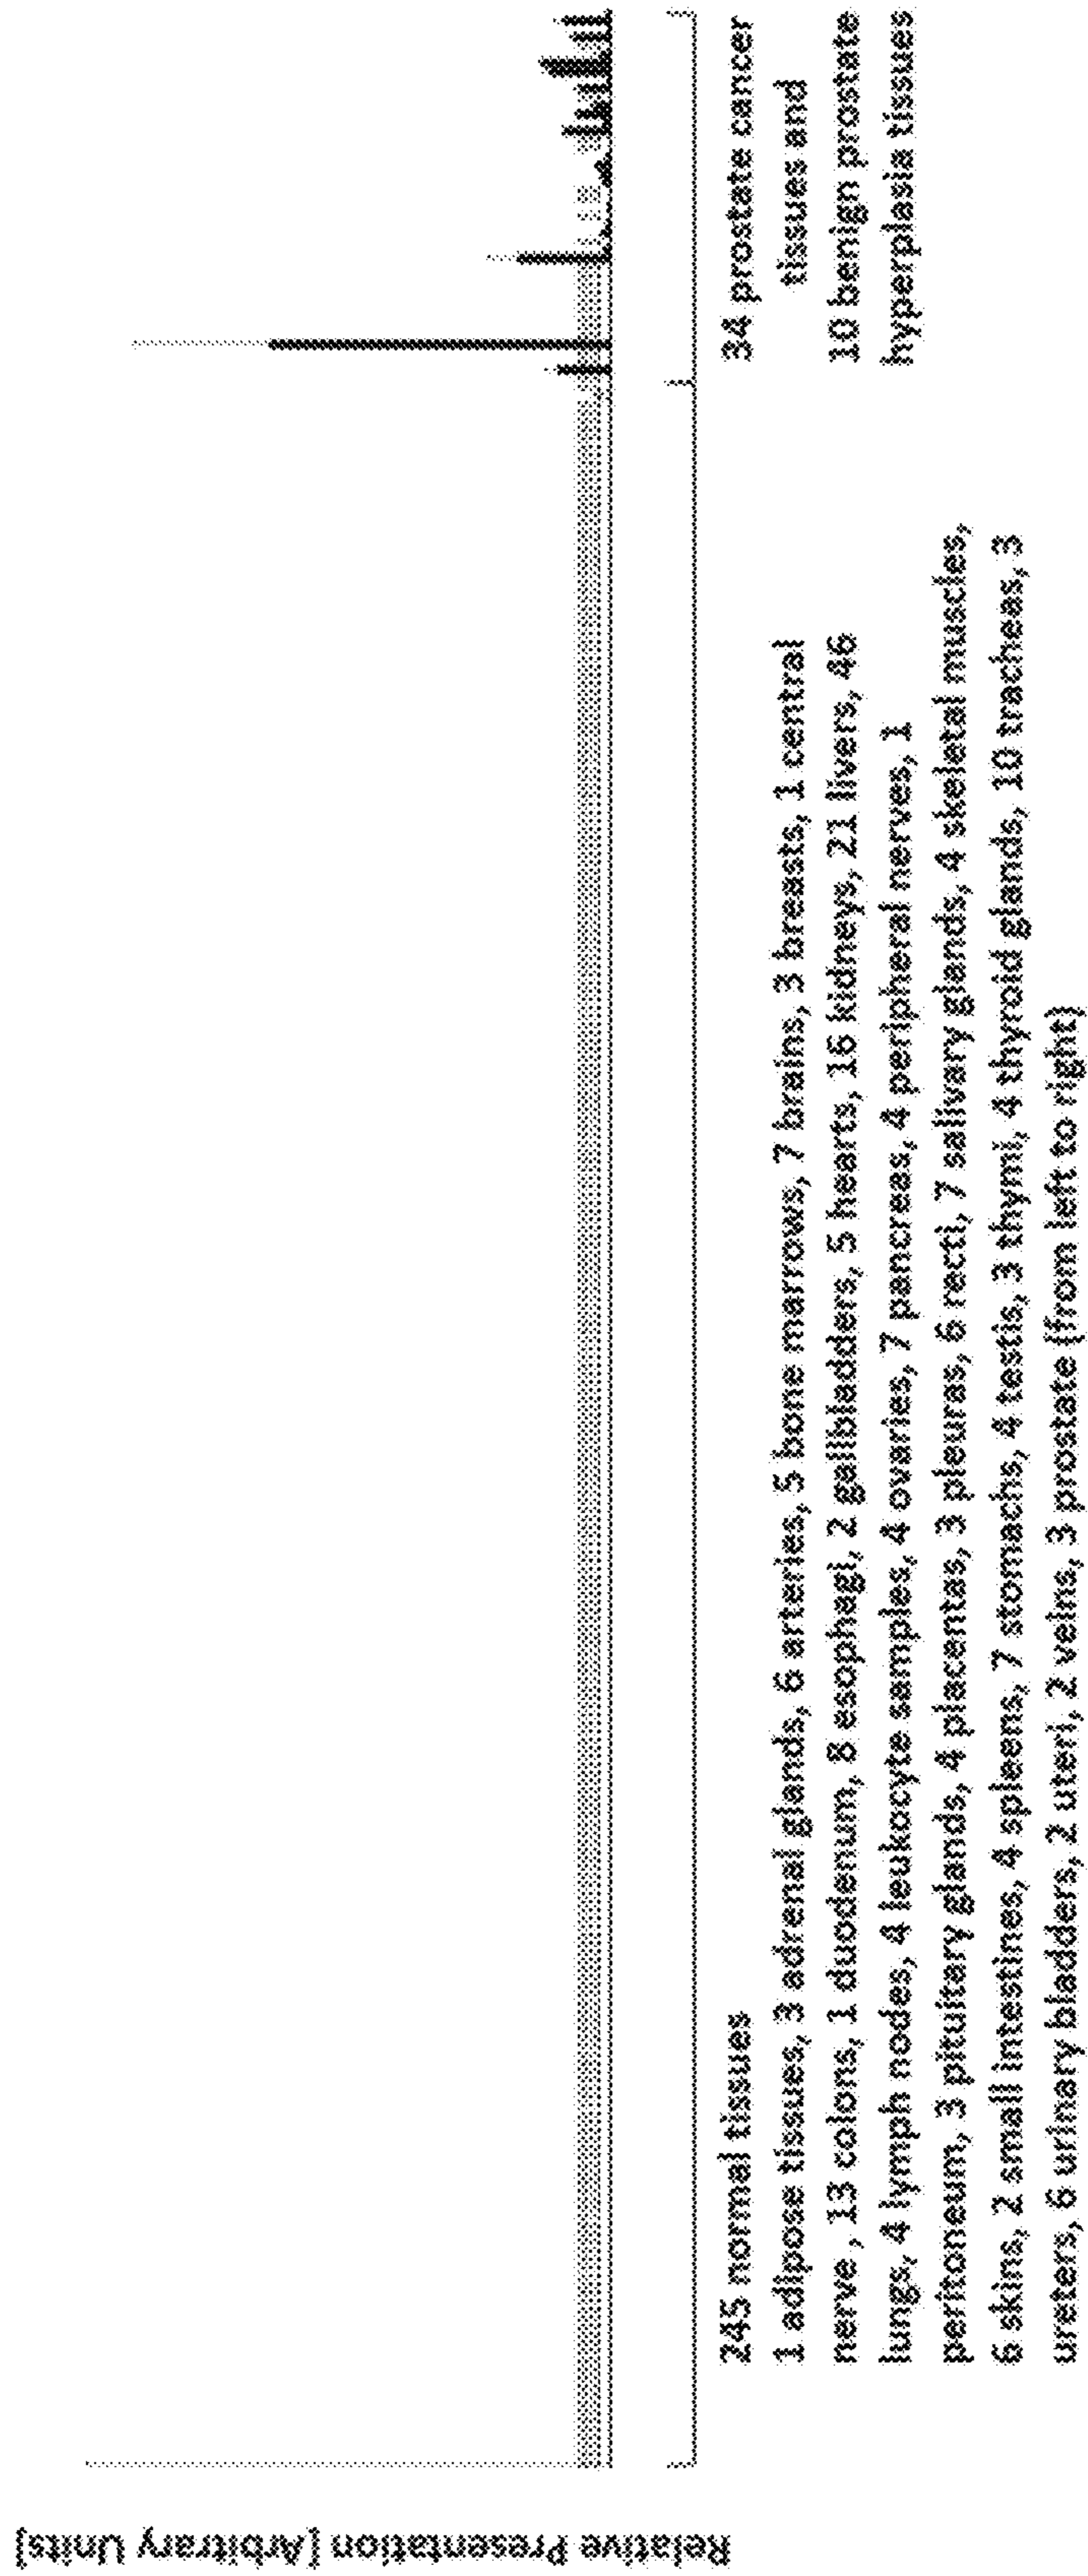 Relative Presentation [Arbitrary Units]
245 normal tissues
1 adipose tissues, 3 adrenal glands, 6 arteries, 5 bone marrows, 7 brains, 3 breasts, 1 central
nerve , 13 colons, 1 duodenum, 8 esophagi, 2 gallbladders, 5 hearts, 16 kidneys, 21 livers, 46
lungs, 4 lymph nodes, 4 leukocyte samples, 4 ovaries, 7 pancreas, 4 peripheral nerves, 1
peritoneum, 3 pituitary glands, 4 placentas, 3 pleuras, 6 recti, 7 salivary glands, 4 skeletal muscles,
6 skins, 2 small intestines, 4 spleens, 7 stomachs, 4 testis, 3 thymi, 4 thyroid glands, 10 tracheas, 3
ureters, 6 urinary bladders, 2 uteri, 2 veins, 3 prostate (from left to right)
34 prostate cancer
tissues and
10 benign prostate
hyperplasia tissues